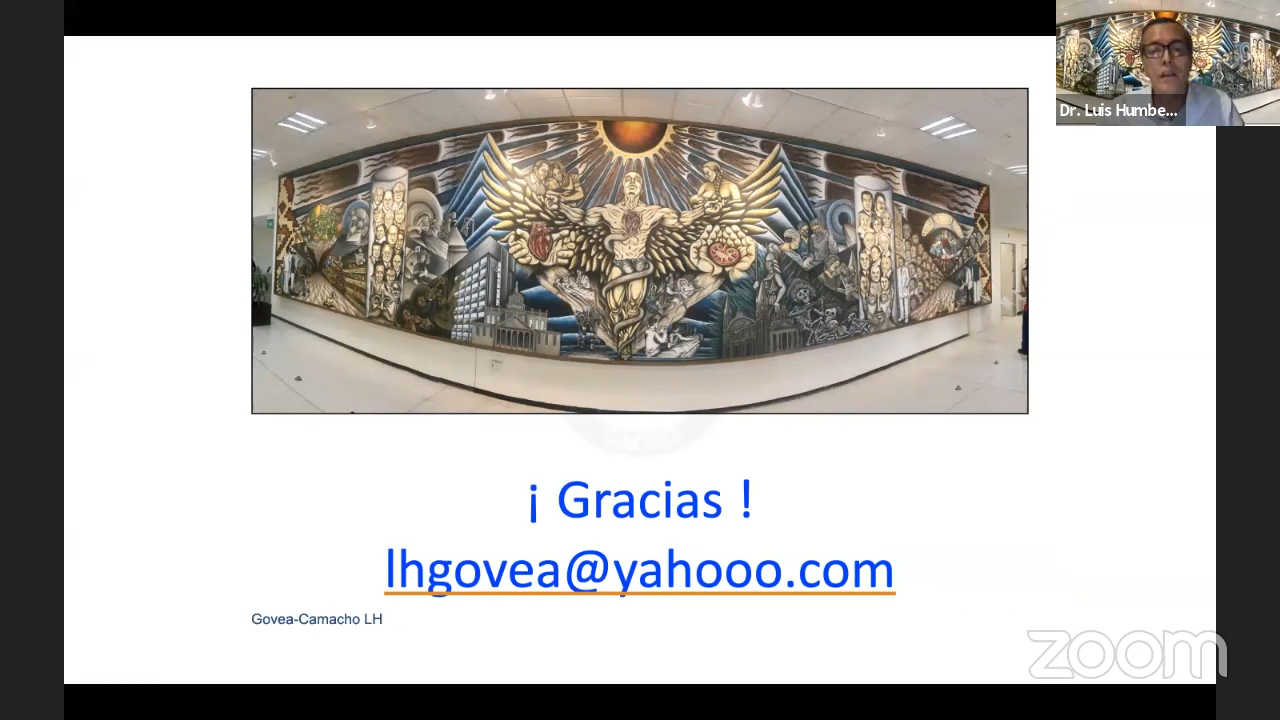 Dr. Luis Humbe...
¡ Gracias !
lhgovea@yahooo.com
Govea-Camacho LH
zoom